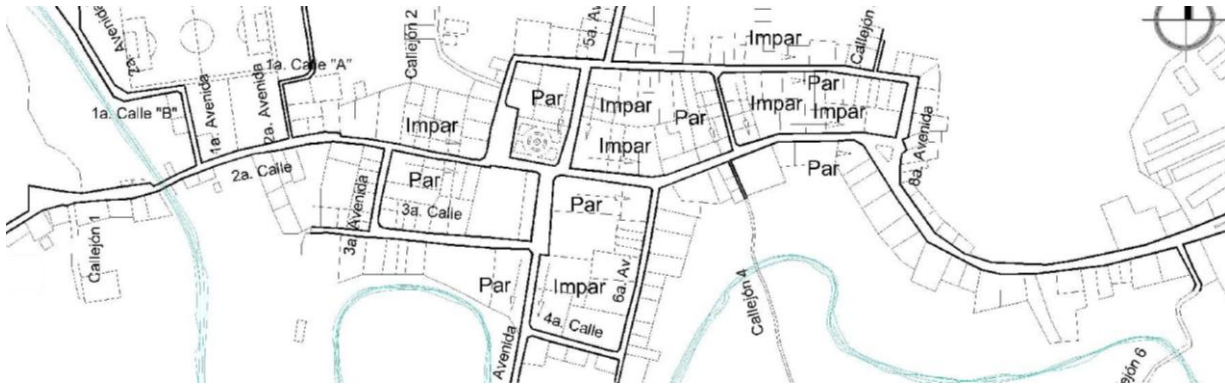 2a. Avenida
Callejón 2
5a. Av
Impar
Callejón
1a. Calle "A"
1a. Calle "B"
1a. Avenida
2a. Avenida
Par
Impar
Par
Impar
Impar
Impar
Par
Impar
Par
8a. Avenida
2a. Calle
Par
3a. Calle
3a. Avenida
Par
6a. Av.
Callejón 1
Par
Impar
4a. Calle
Avenida
Callejón 4
ejón 6